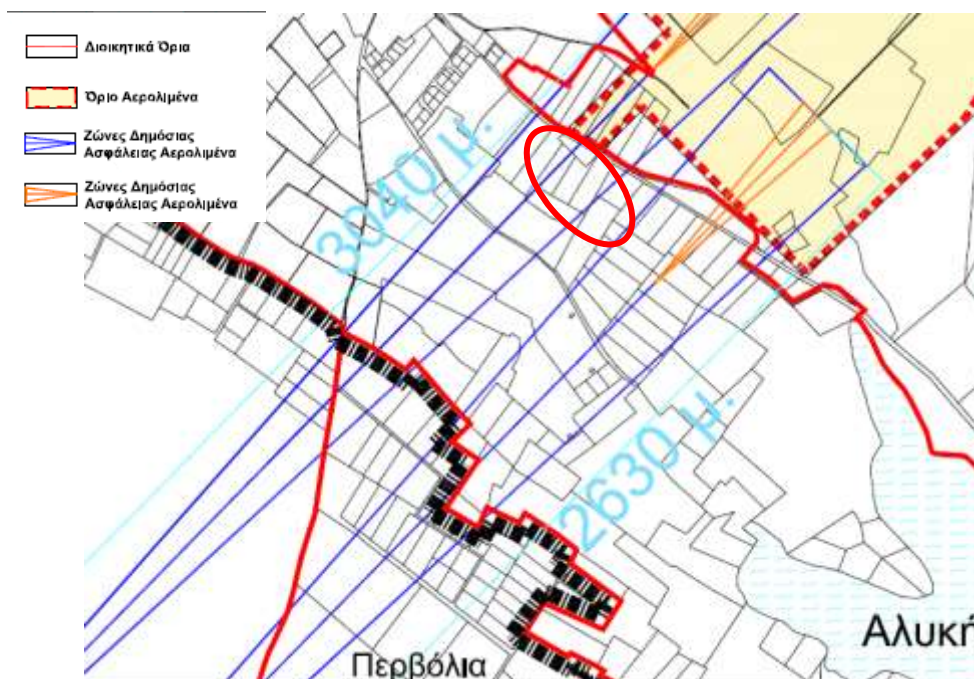 Διοικητικά Όρια
Όριο Αερολιμένα
Ζώνες Δημόσιας
Ασφάλειας Αερολιμένα
Ζώνες Δημόσιας
Ασφάλειας Αερολιμένα
3040 μ.
2630 μ.
Αλυκή
Περβόλια